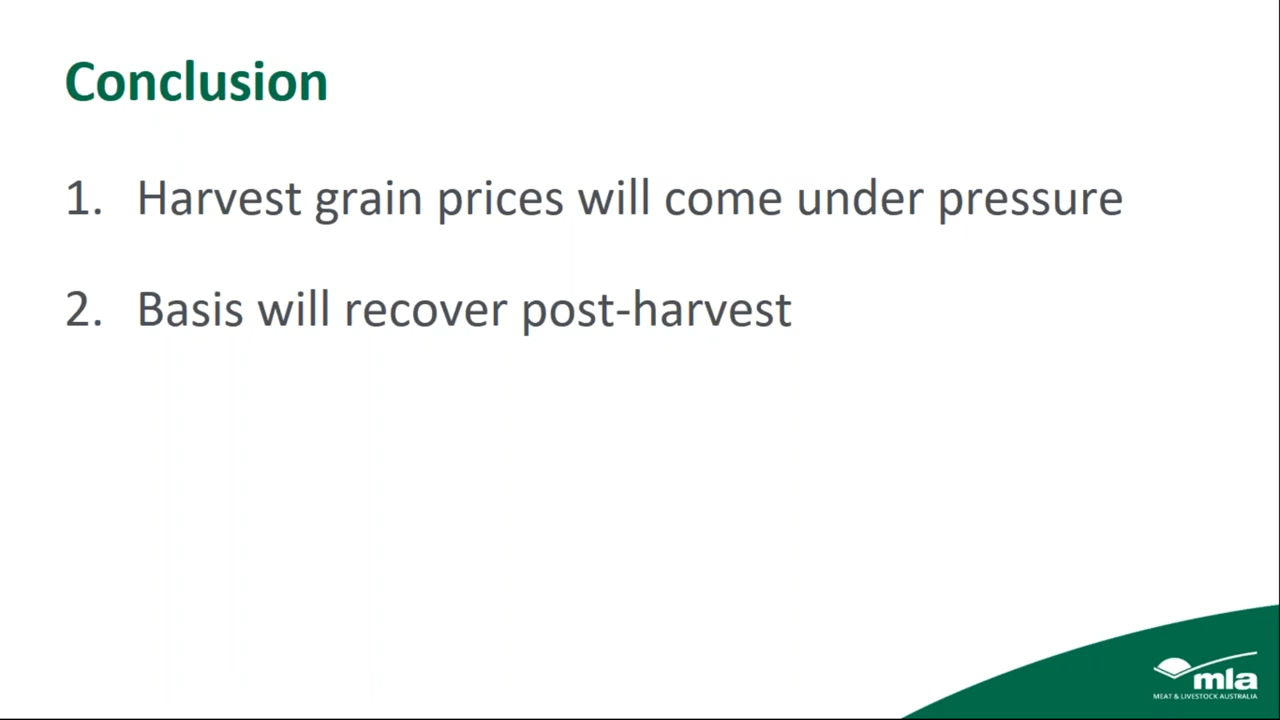 Conclusion
1. Harvest grain prices will come under pressure
2. Basis will recover post-harvest
mla
MEAT & LIVESTOCK AUSTRALIA